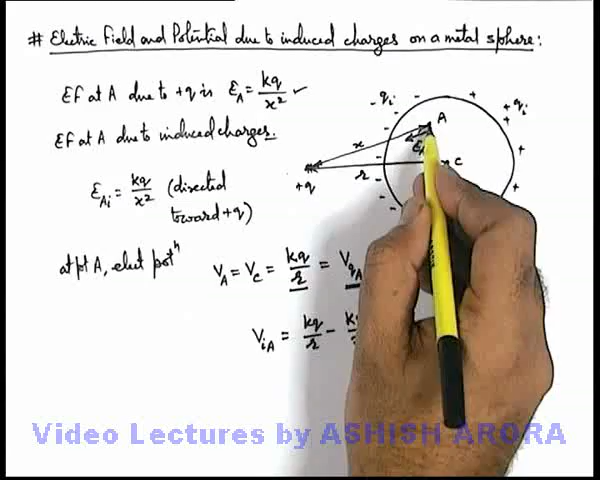 # Electric Field and Potential due to induced charges on a metal sphere:
EF at A due to +q is E_A = kq/x² ✓
EF at A due to induced charges.
E_Ai = kq/x² (directed toward +q)
at pt A, elect potⁿ V_A = V_C = kq/r = V_qA
V_iA = kq/r - k
-q_i - - + +q_i
+ +
A
x
E
+q r C
- - - - - - +
+
+
Video Lectures by ASHISH ARORA